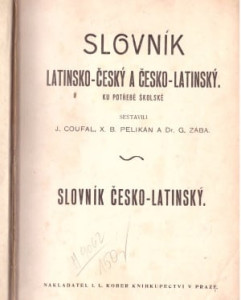 SLOVNÍK
LATINSKO-ČESKÝ A ČESKO-LATINSKÝ.
KU POTŘEBĚ ŠKOLSKÉ
SESTAVILI
J. COUFAL, X. B. PELIKÁN A Dr. G. ŽÁBA.
SLOVNÍK ČESKO-LATINSKÝ.
NAKLADATEL I. L. KOBER KNIHKUPECTVÍ V PRAZE.